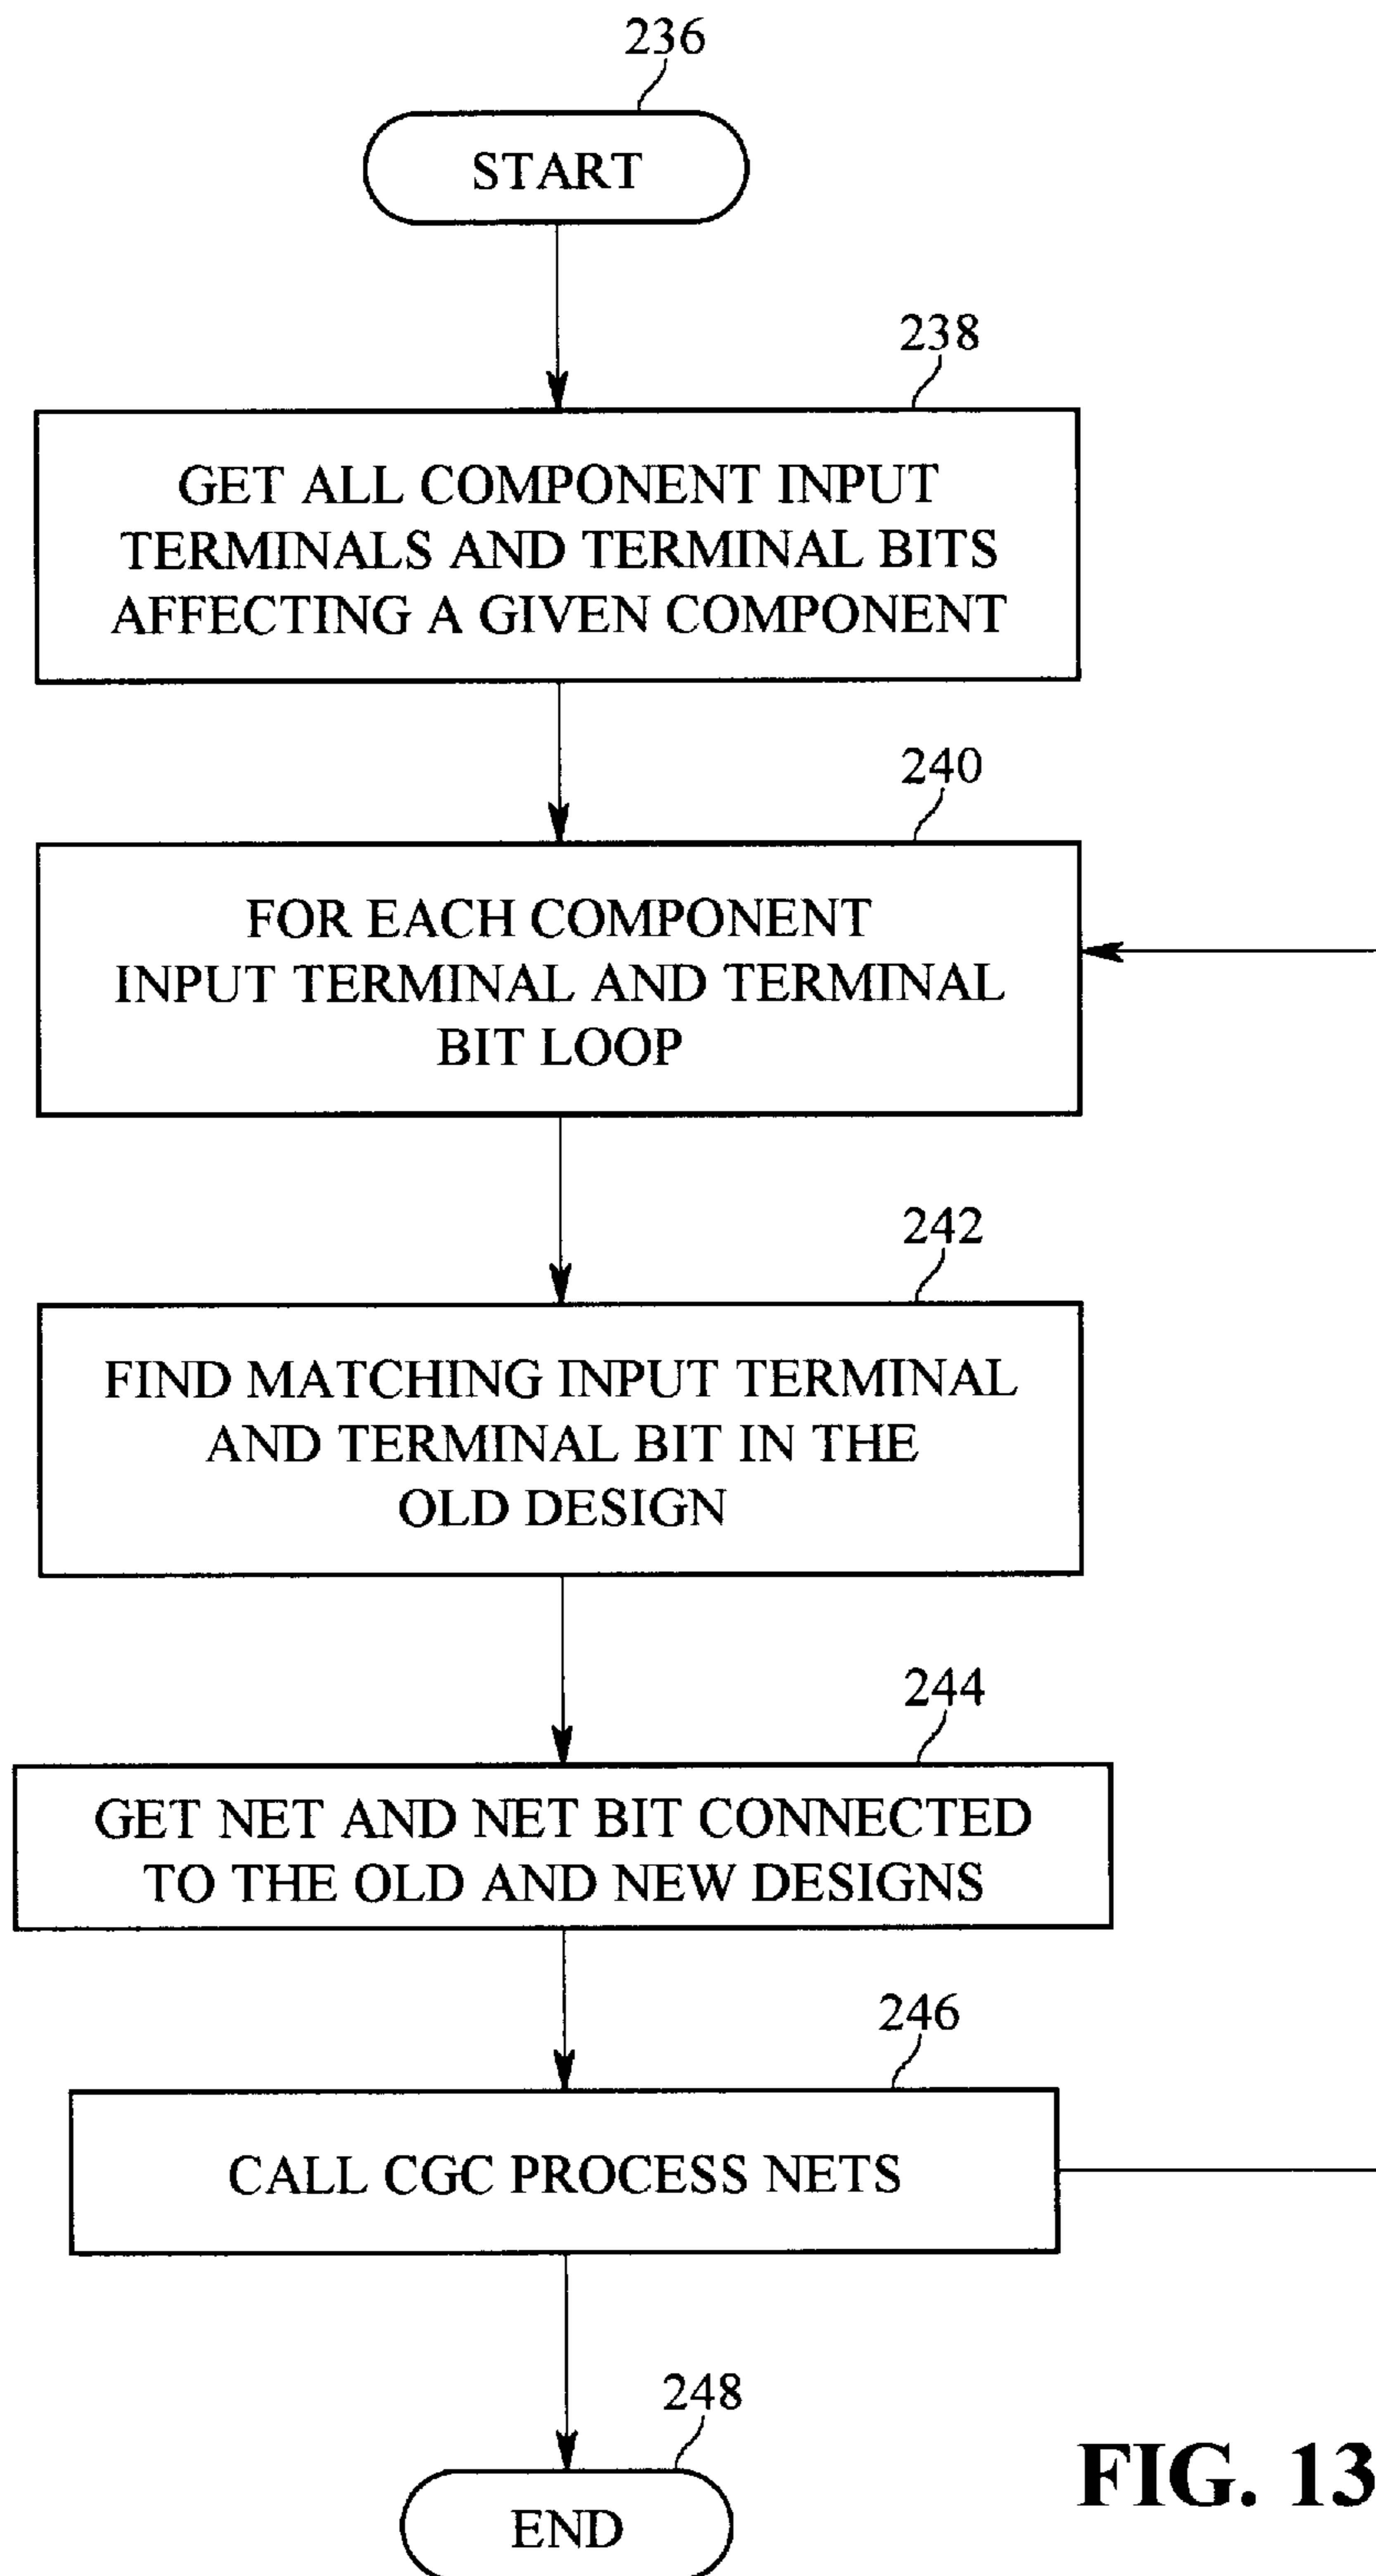 236
START
238
GET ALL COMPONENT INPUT
TERMINALS AND TERMINAL BITS
AFFECTING A GIVEN COMPONENT
240
FOR EACH COMPONENT
INPUT TERMINAL AND TERMINAL
BIT LOOP
242
FIND MATCHING INPUT TERMINAL
AND TERMINAL BIT IN THE
OLD DESIGN
244
GET NET AND NET BIT CONNECTED
TO THE OLD AND NEW DESIGNS
246
CALL CGC PROCESS NETS
248
END
FIG. 13